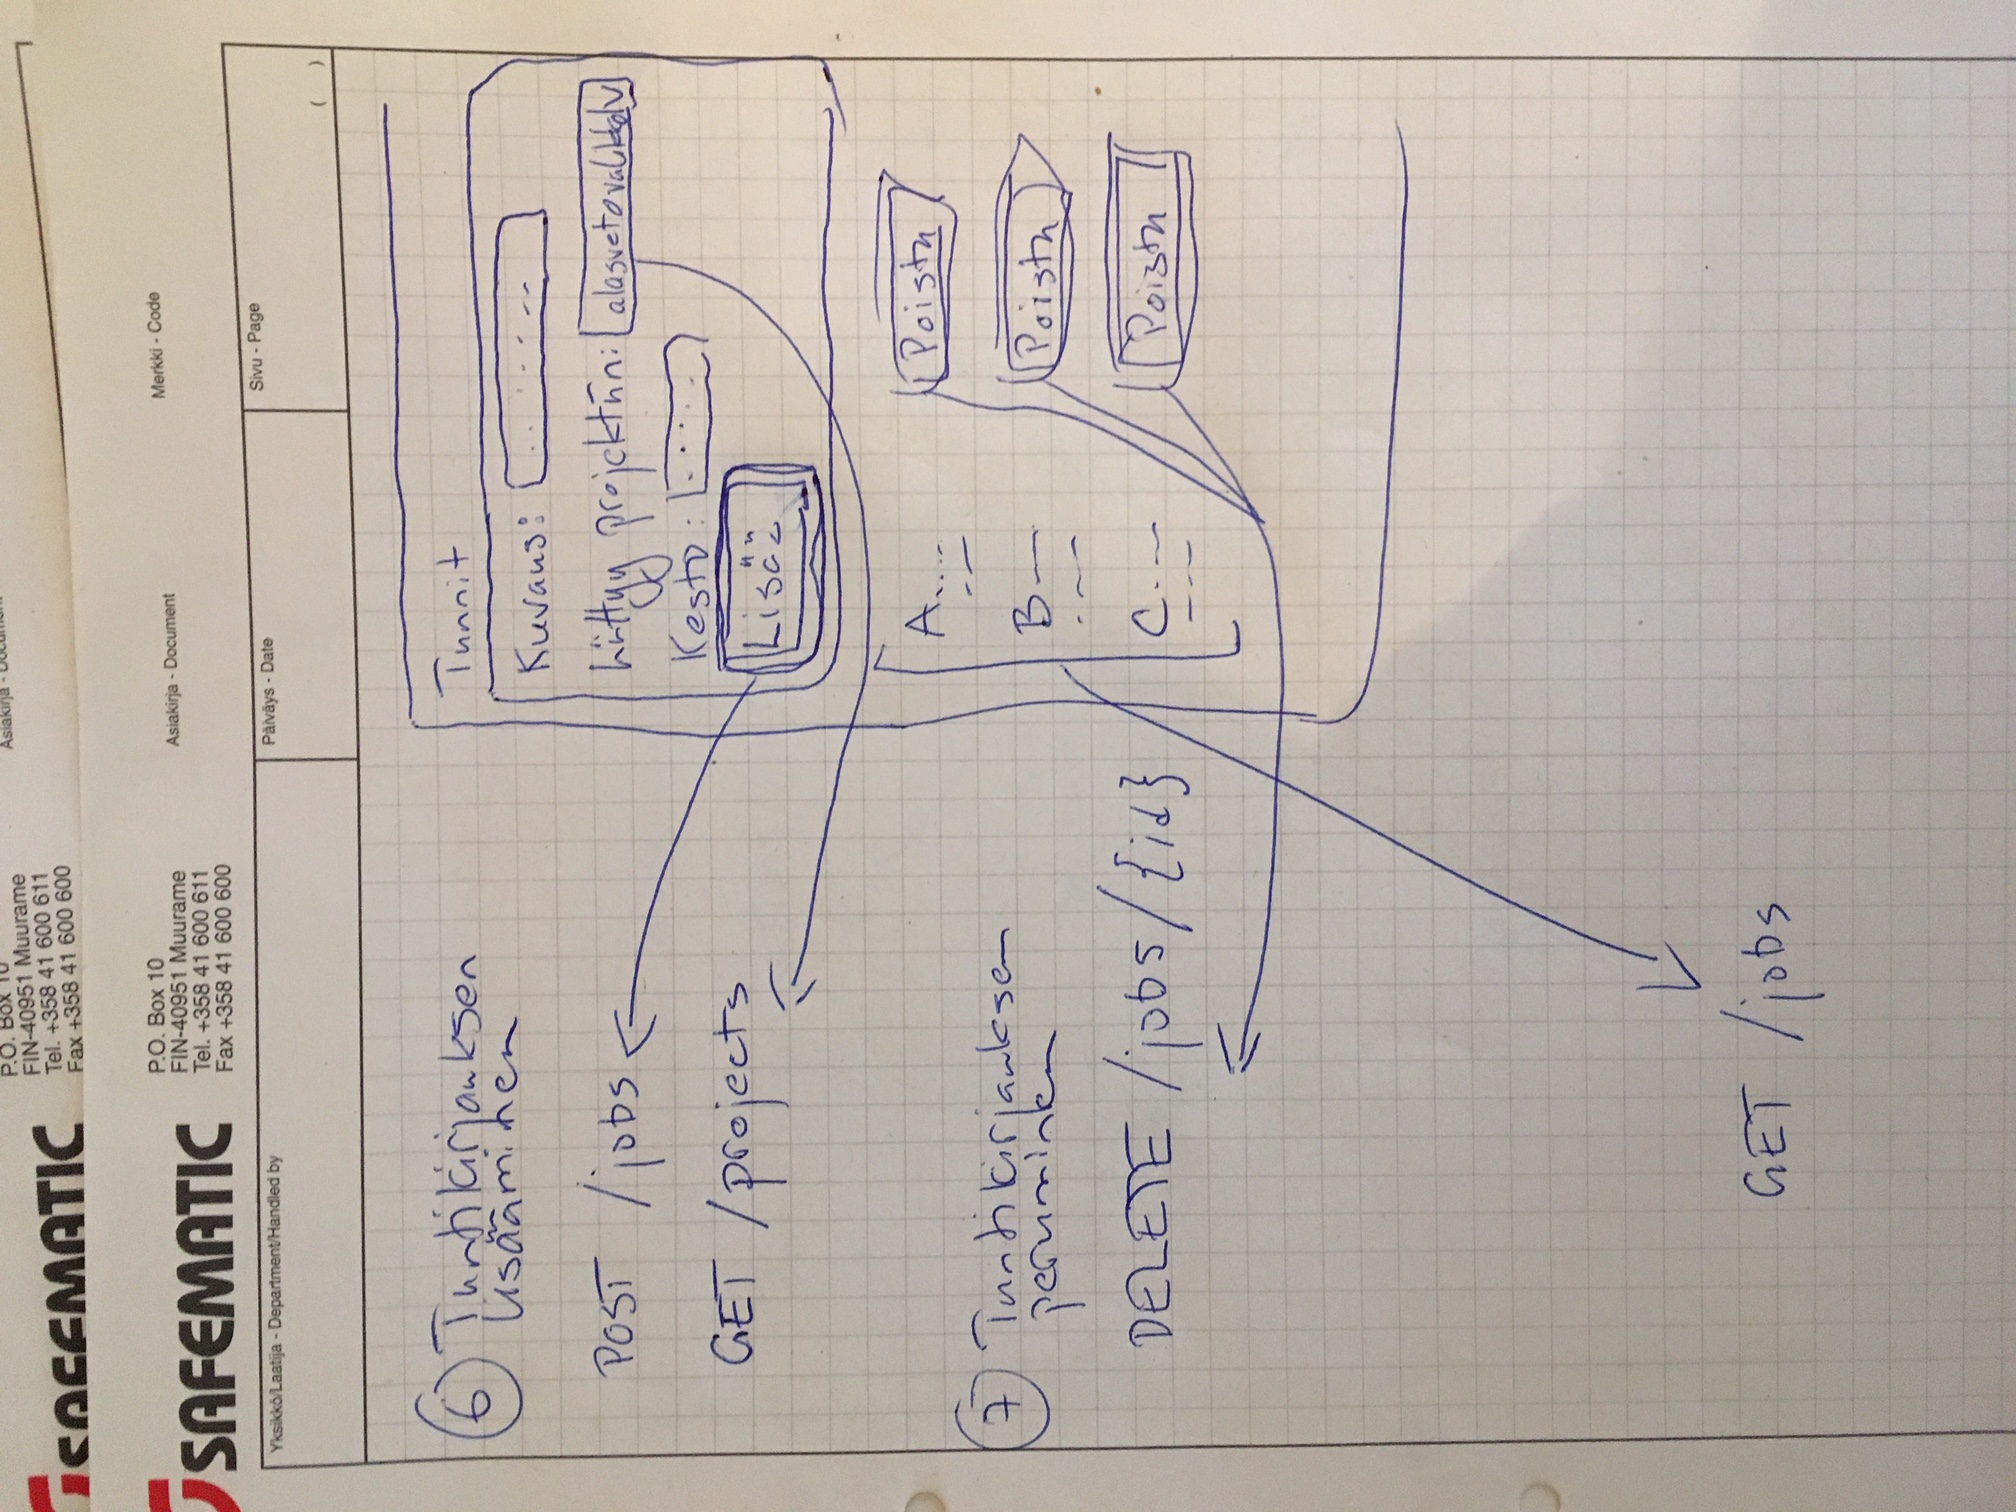 P.O. Box 10
FIN-40951 Muurame
Tel. +358 41 600 611
Fax +358 41 600 600
SAFEMATIC
Asiakirja - Document
SAFEMATIC
P.O. Box 10
FIN-40951 Muurame
Tel. +358 41 600 611
Fax +358 41 600 600
Asiakirja - Document
Merkki - Code
Yksikkö/Laatija - Department/Handled by
Päiväys - Date
Sivu - Page
( )
6 Tuntikirjauksen
lisääminen
POST /jobs
GET /projects
Tunnit
Kuvaus:
Liittyy projektiin: alasvetovalikko V
Kesto:
Lisää
A....
Poista
B
Poista
C
Poista
7 Tuntikirjauksen
peruminen
DELETE /jobs/{id}
GET /jobs